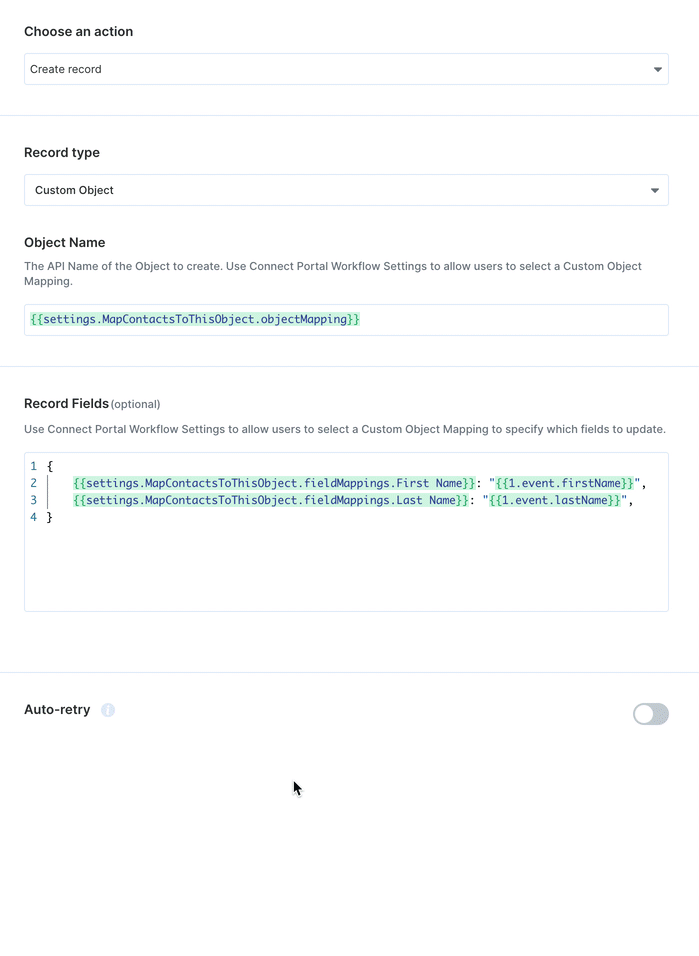 Choose an action
Create record
Record type
Custom Object
Object Name
The API Name of the Object to create. Use Connect Portal Workflow Settings to allow users to select a Custom Object
Mapping.
{{settings.MapContactsToThisObject.objectMapping}}
Record Fields (optional)
Use Connect Portal Workflow Settings to allow users to select a Custom Object Mapping to specify which fields to update.
1 {
2 {{settings.MapContactsToThisObject.fieldMappings.First Name}}: "{{1.event.firstName}}",
3 {{settings.MapContactsToThisObject.fieldMappings.Last Name}}: "{{1.event.lastName}}",
4 }
Auto-retry i